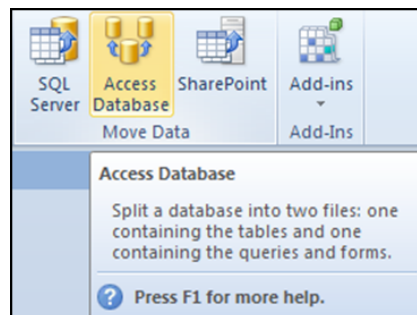 SQL Server
Access Database
SharePoint
Add-ins
Move Data
Add-Ins
Access Database
Split a database into two files: one
containing the tables and one
containing the queries and forms.
Press F1 for more help.